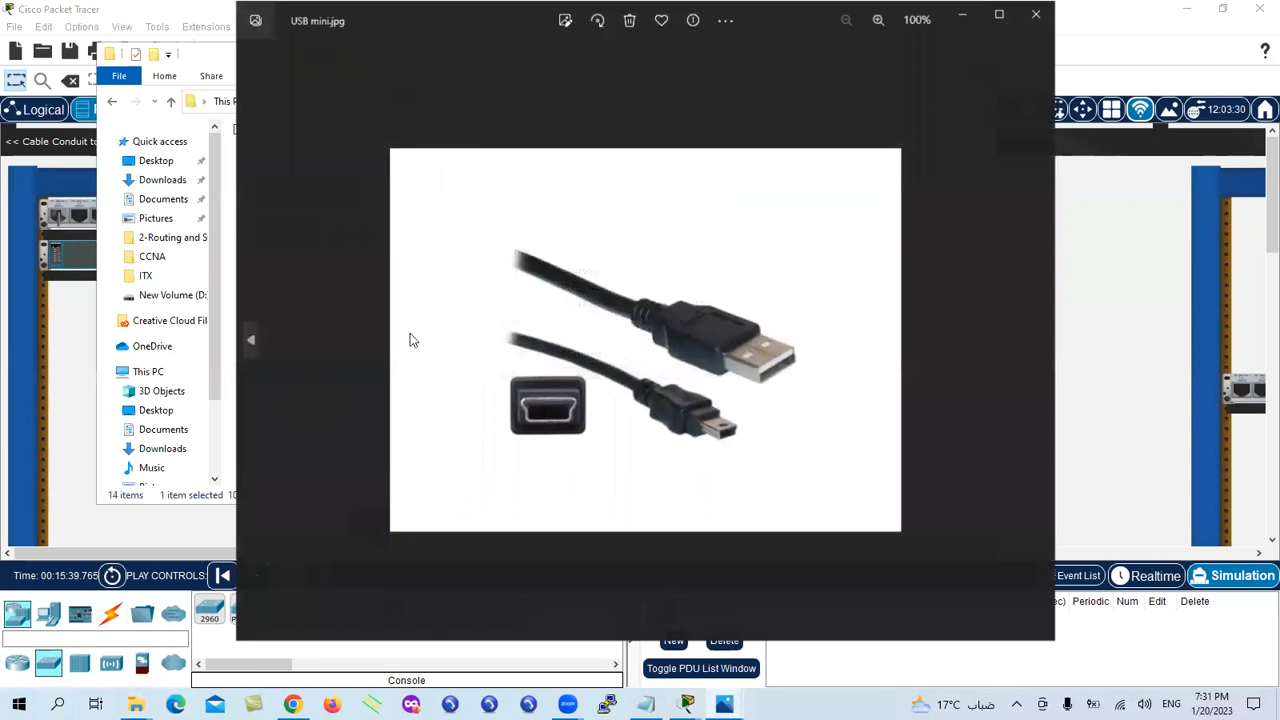 Cisco Packet Tracer
File Edit Options View Tools Extensions
USB mini.jpg
100%
File Home Share
Logical
This P
12:03:30
<< Cable Conduit to
Quick access
Desktop
Downloads
Documents
Pictures
2-Routing and S
CCNA
ITX
New Volume (D:
Creative Cloud Fil
OneDrive
This PC
3D Objects
Desktop
Documents
Downloads
Music
14 items 1 item selected 10
Time: 00:15:39.765 PLAY CONTROLS:
Event List Realtime Simulation
2960
ec) Periodic Num Edit Delete
New Delete
Toggle PDU List Window
Console
zoom
17°C ضباب ENG 7:31 PM
1/20/2023